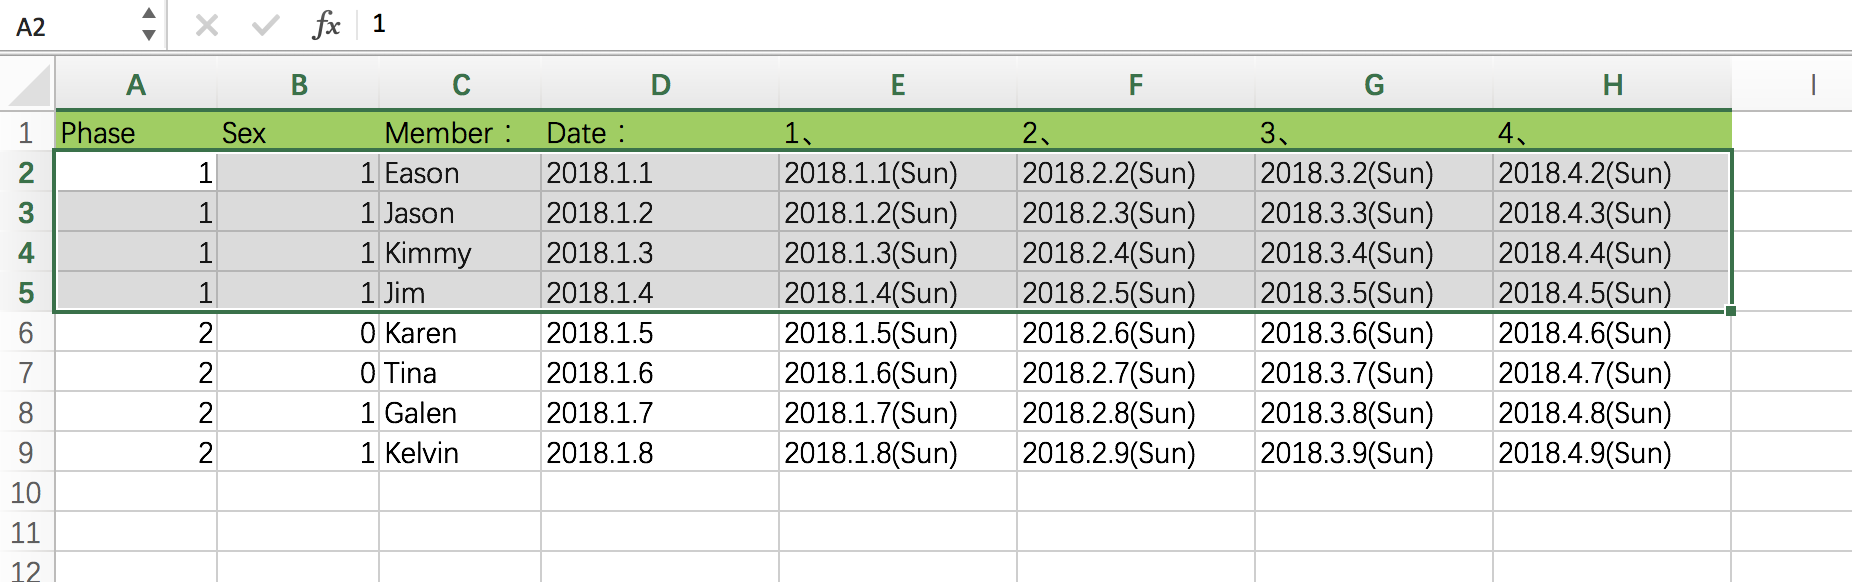 A2 fx 1
A B C D E F G H I
1 Phase Sex Member： Date： 1、 2、 3、 4、
2 1 1 Eason 2018.1.1 2018.1.1(Sun) 2018.2.2(Sun) 2018.3.2(Sun) 2018.4.2(Sun)
3 1 1 Jason 2018.1.2 2018.1.2(Sun) 2018.2.3(Sun) 2018.3.3(Sun) 2018.4.3(Sun)
4 1 1 Kimmy 2018.1.3 2018.1.3(Sun) 2018.2.4(Sun) 2018.3.4(Sun) 2018.4.4(Sun)
5 1 1 Jim 2018.1.4 2018.1.4(Sun) 2018.2.5(Sun) 2018.3.5(Sun) 2018.4.5(Sun)
6 2 0 Karen 2018.1.5 2018.1.5(Sun) 2018.2.6(Sun) 2018.3.6(Sun) 2018.4.6(Sun)
7 2 0 Tina 2018.1.6 2018.1.6(Sun) 2018.2.7(Sun) 2018.3.7(Sun) 2018.4.7(Sun)
8 2 1 Galen 2018.1.7 2018.1.7(Sun) 2018.2.8(Sun) 2018.3.8(Sun) 2018.4.8(Sun)
9 2 1 Kelvin 2018.1.8 2018.1.8(Sun) 2018.2.9(Sun) 2018.3.9(Sun) 2018.4.9(Sun)
10
11
12